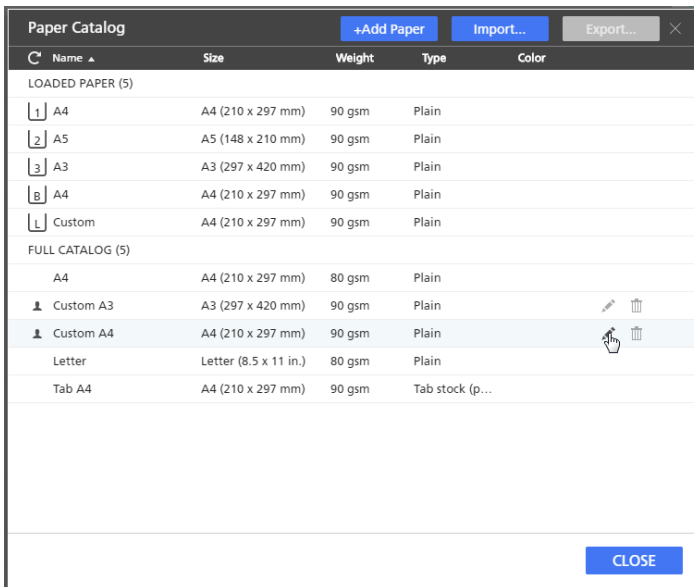 Paper Catalog +Add Paper Import... Export...
Name Size Weight Type Color
LOADED PAPER (5)
1 A4 A4 (210 x 297 mm) 90 gsm Plain
2 A5 A5 (148 x 210 mm) 90 gsm Plain
3 A3 A3 (297 x 420 mm) 90 gsm Plain
B A4 A4 (210 x 297 mm) 90 gsm Plain
L Custom A4 (210 x 297 mm) 90 gsm Plain
FULL CATALOG (5)
A4 A4 (210 x 297 mm) 80 gsm Plain
Custom A3 A3 (297 x 420 mm) 90 gsm Plain
Custom A4 A4 (210 x 297 mm) 90 gsm Plain
Letter Letter (8.5 x 11 in.) 80 gsm Plain
Tab A4 A4 (210 x 297 mm) 90 gsm Tab stock (p...
CLOSE